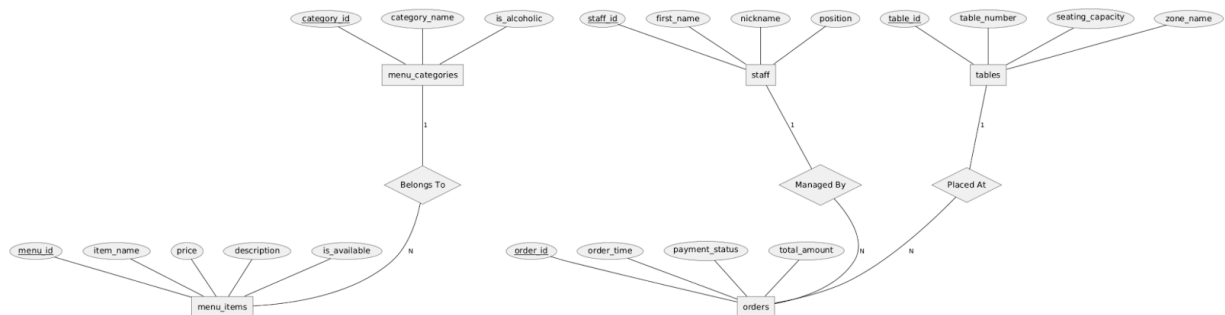 category_id
category_name
is_alcoholic
staff_id
first_name
nickname
position
table_id
table_number
seating_capacity
zone_name
menu_categories
staff
tables
1
1
1
Belongs To
Managed By
Placed At
menu_id
item_name
price
description
is_available
N
order_id
order_time
payment_status
total_amount
N
N
menu_items
orders